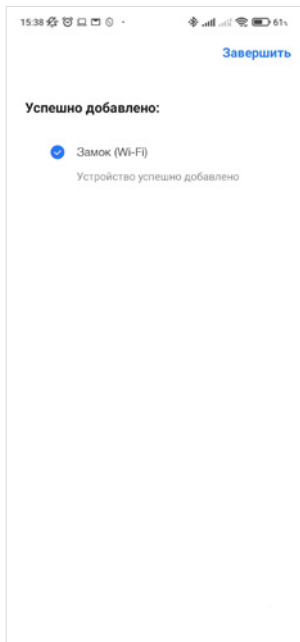 15:38 61%
Завершить
Успешно добавлено:
Замок (Wi-Fi)
Устройство успешно добавлено